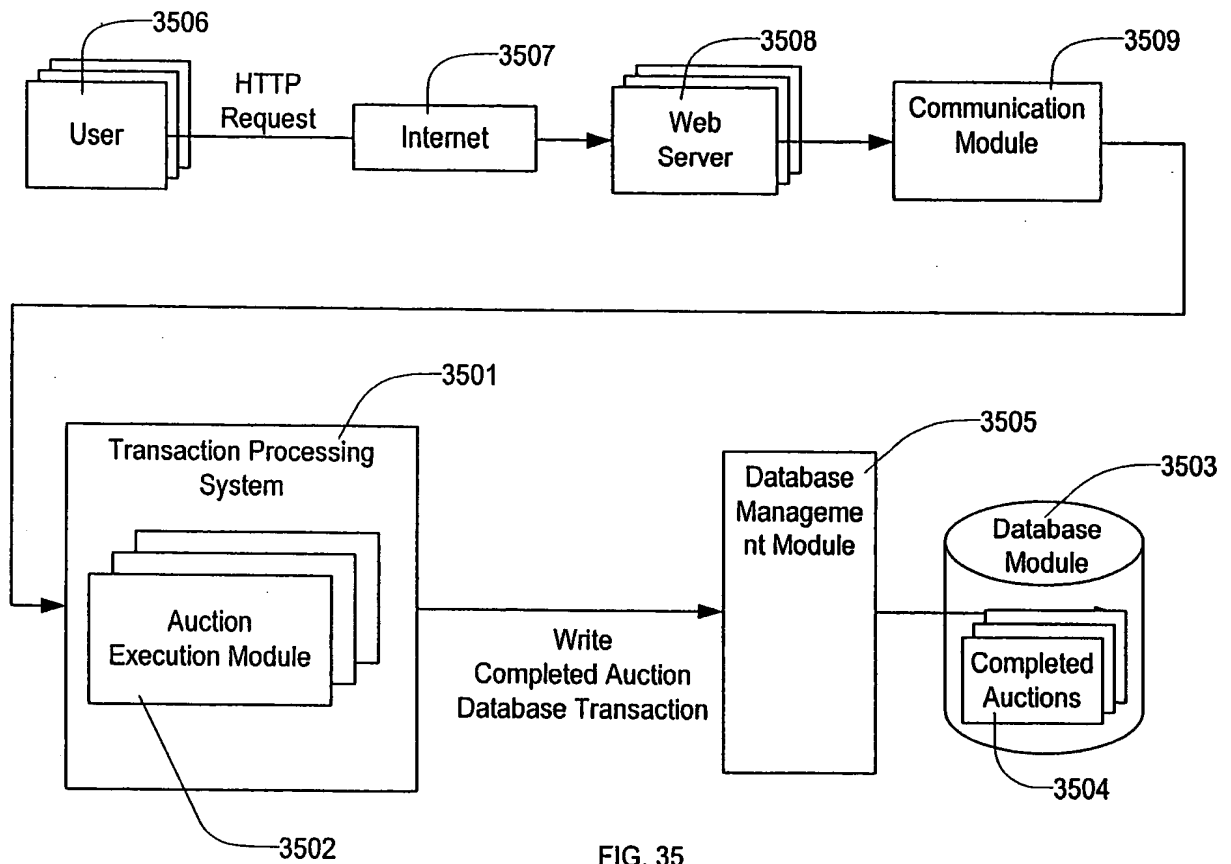 3506
3507
3508
3509
HTTP
Request
User
Internet
Web
Server
Communication
Module
3501
3505
3503
Transaction Processing
System
Database
Manageme
nt Module
Database
Module
Auction
Execution Module
Write
Completed Auction
Database Transaction
Completed
Auctions
3504
3502
FIG. 35